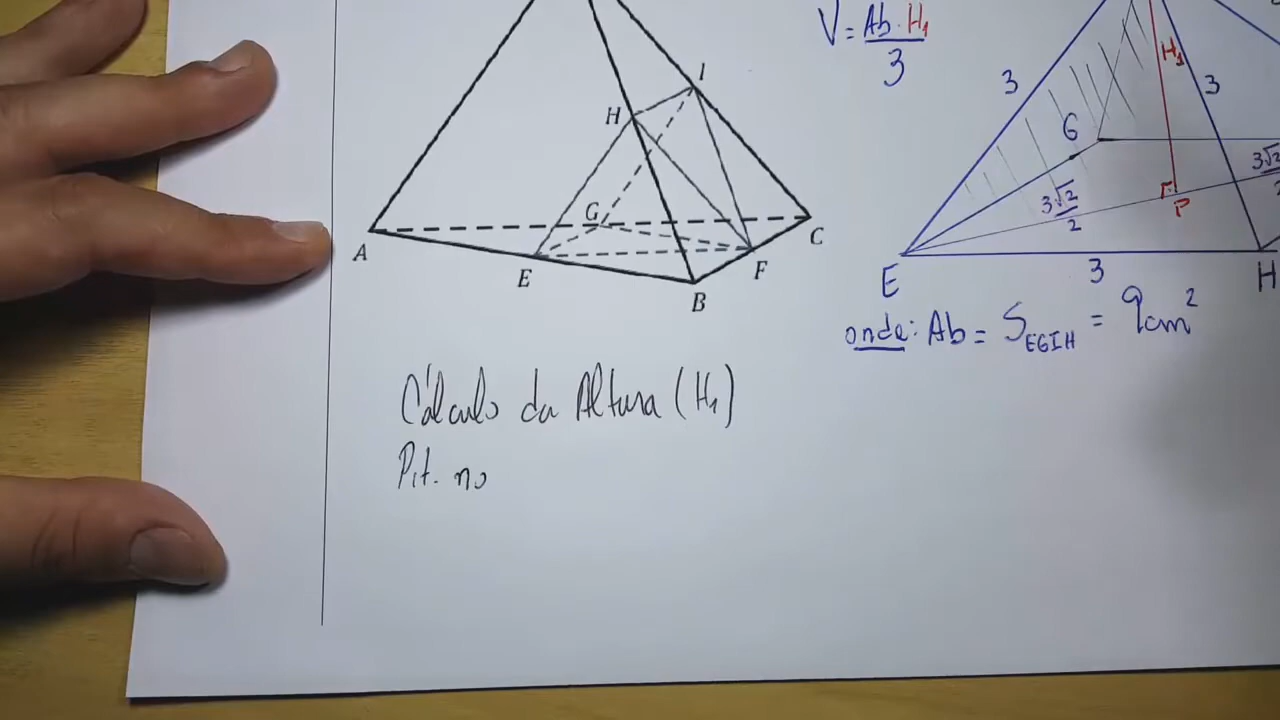 I
H
G
A
E
F
C
B
V = Ab · H₁
3
3
H₁
3
G
3√2
2
P
3√2
E
3
H
onde: Ab = S_EGIH = 9cm²
Cálculo da Altura (H₁)
Pit. no